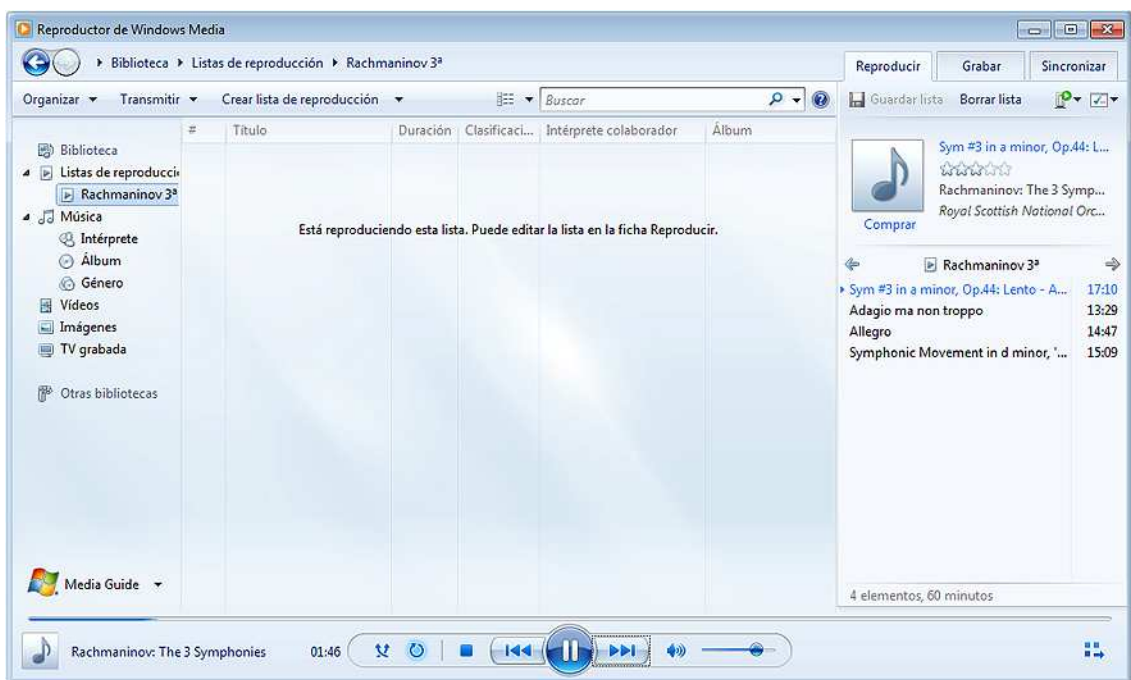 Reproductor de Windows Media
Biblioteca Listas de reproducción Rachmaninov 3ª
Reproducir Grabar Sincronizar
Organizar Transmitir Crear lista de reproducción Buscar Guardar lista Borrar lista
# Título Duración Clasificaci... Intérprete colaborador Álbum
Biblioteca
Listas de reproducci
Rachmaninov 3ª
Música
Intérprete
Álbum
Género
Vídeos
Imágenes
TV grabada
Otras bibliotecas
Media Guide
Está reproduciendo esta lista. Puede editar la lista en la ficha Reproducir.
Sym #3 in a minor, Op.44: L...
Rachmaninov: The 3 Symp...
Royal Scottish National Orc...
Comprar
Rachmaninov 3ª
Sym #3 in a minor, Op.44: Lento - A... 17:10
Adagio ma non troppo 13:29
Allegro 14:47
Symphonic Movement in d minor, '... 15:09
4 elementos, 60 minutos
Rachmaninov: The 3 Symphonies 01:46